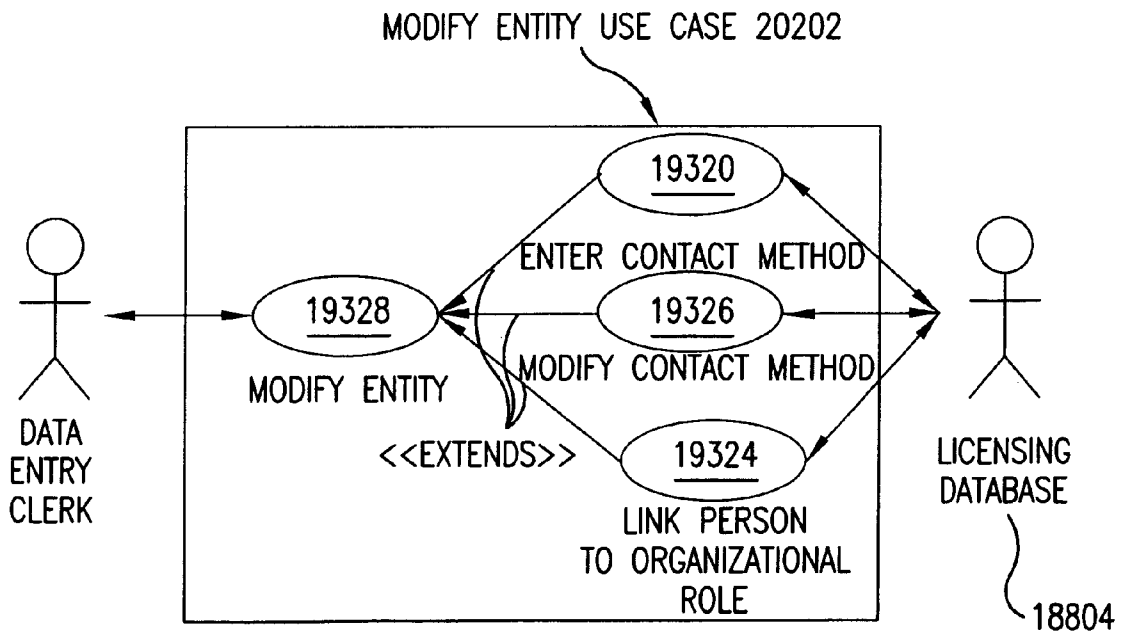 MODIFY ENTITY USE CASE 20202
19320
ENTER CONTACT METHOD
19328
19326
MODIFY ENTITY
MODIFY CONTACT METHOD
DATA
ENTRY
CLERK
<<EXTENDS>>
19324
LICENSING
DATABASE
LINK PERSON
TO ORGANIZATIONAL
ROLE
18804